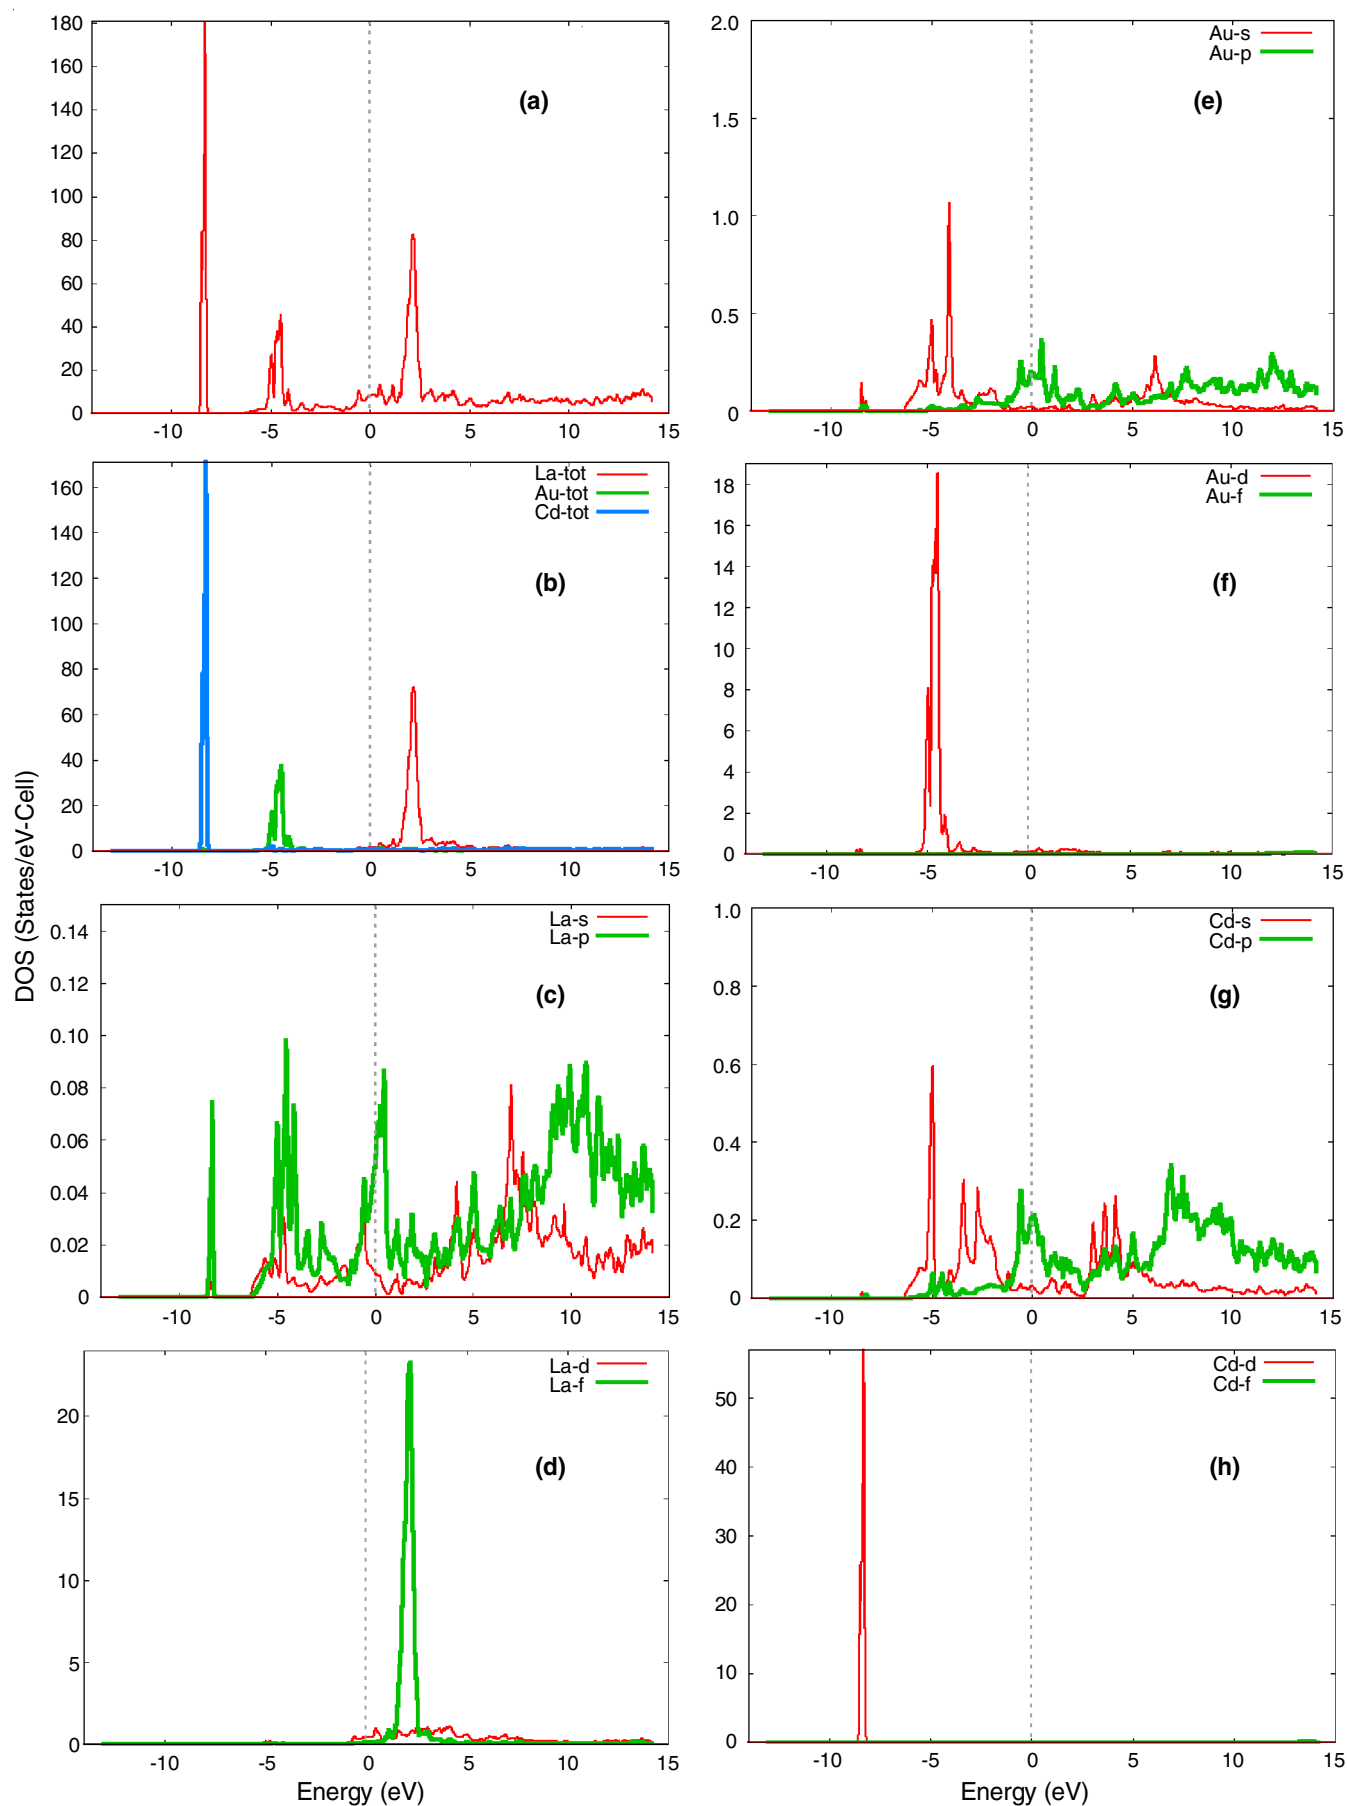 180
160
140
120
100
80
60
40
20
0
-10 -5 0 5 10 15
(a)
2.0
1.5
1.0
0.5
0
-10 -5 0 5 10 15
Au-s
Au-p
(e)
160
140
120
100
80
60
40
20
0
-10 -5 0 5 10 15
La-tot
Au-tot
Cd-tot
(b)
18
16
14
12
10
8
6
4
2
0
-10 -5 0 5 10 15
Au-d
Au-f
(f)
DOS (States/eV-Cell)
0.14
0.12
0.10
0.08
0.06
0.04
0.02
0
-10 -5 0 5 10 15
La-s
La-p
(c)
1.0
0.8
0.6
0.4
0.2
0
-10 -5 0 5 10 15
Cd-s
Cd-p
(g)
20
15
10
5
0
-10 -5 0 5 10 15
La-d
La-f
(d)
Energy (eV)
50
40
30
20
10
0
-10 -5 0 5 10 15
Cd-d
Cd-f
(h)
Energy (eV)